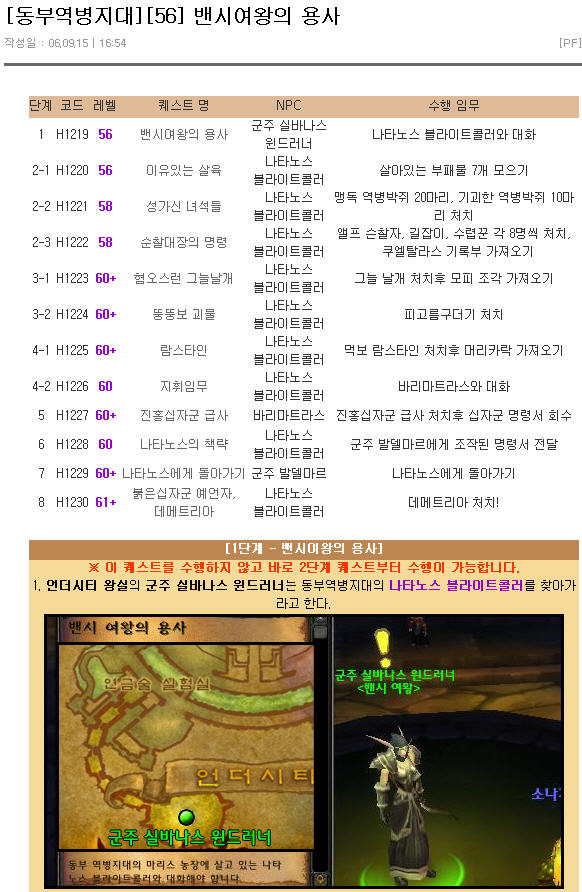 [동부역병지대][56] 밴시여왕의 용사
작성일 : 06.09.15 | 16:54 [PF]
단계 코드 레벨 퀘스트 명 NPC 수행 임무
1 H1219 56 밴시여왕의 용사 군주 실바나스 윈드러너 나타노스 블라이트콜러와 대화
2-1 H1220 56 이유있는 살육 나타노스 블라이트콜러 살아있는 부패물 7개 모으기
2-2 H1221 58 성가신 녀석들 나타노스 블라이트콜러 맹독 역병박쥐 20마리, 기괴한 역병박쥐 10마리 처치
2-3 H1222 58 순찰대장의 명령 나타노스 블라이트콜러 앨프 순찰자, 길잡이, 수렵꾼 각 8명씩 처치, 쿠엘탈라스 기록부 가져오기
3-1 H1223 60+ 혐오스런 그늘날개 나타노스 블라이트콜러 그늘 날개 처치후 모피 조각 가져오기
3-2 H1224 60+ 뚱뚱보 괴물 나타노스 블라이트콜러 피고름구더기 처치
4-1 H1225 60+ 람스타인 나타노스 블라이트콜러 먹보 람스타인 처치후 머리카락 가져오기
4-2 H1226 60 지휘임무 나타노스 블라이트콜러 바리마트라스와 대화
5 H1227 60+ 진홍십자군 급사 바리마트라스 진홍십자군 급사 처치후 십자군 명령서 회수
6 H1228 60 나타노스의 책략 나타노스 블라이트콜러 군주 발델마르에게 조작된 명령서 전달
7 H1229 60+ 나타노스에게 돌아가기 군주 발델마르 나타노스에게 돌아가기
8 H1230 61+ 붉은십자군 예언자, 데메트리아 나타노스 블라이트콜러 데메트리아 처치!
[1단계 - 밴시여왕의 용사]
※ 이 퀘스트를 수행하지 않고 바로 2단계 퀘스트부터 수행이 가능합니다.
1. 언더시티 왕실의 군주 실바나스 윈드러너는 동부역병지대의 나타노스 블라이트콜러를 찾아가
라고 한다.
밴시 여왕의 용사
연금술 실험실
언더시티
군주 실바나스 윈드러너
동부 역병지대의 마리스 농장에 살고 있는 나타
노스 블라이트콜러와 대화해야 합니다.
군주 실바나스 윈드러너
<밴시 여왕>
소나